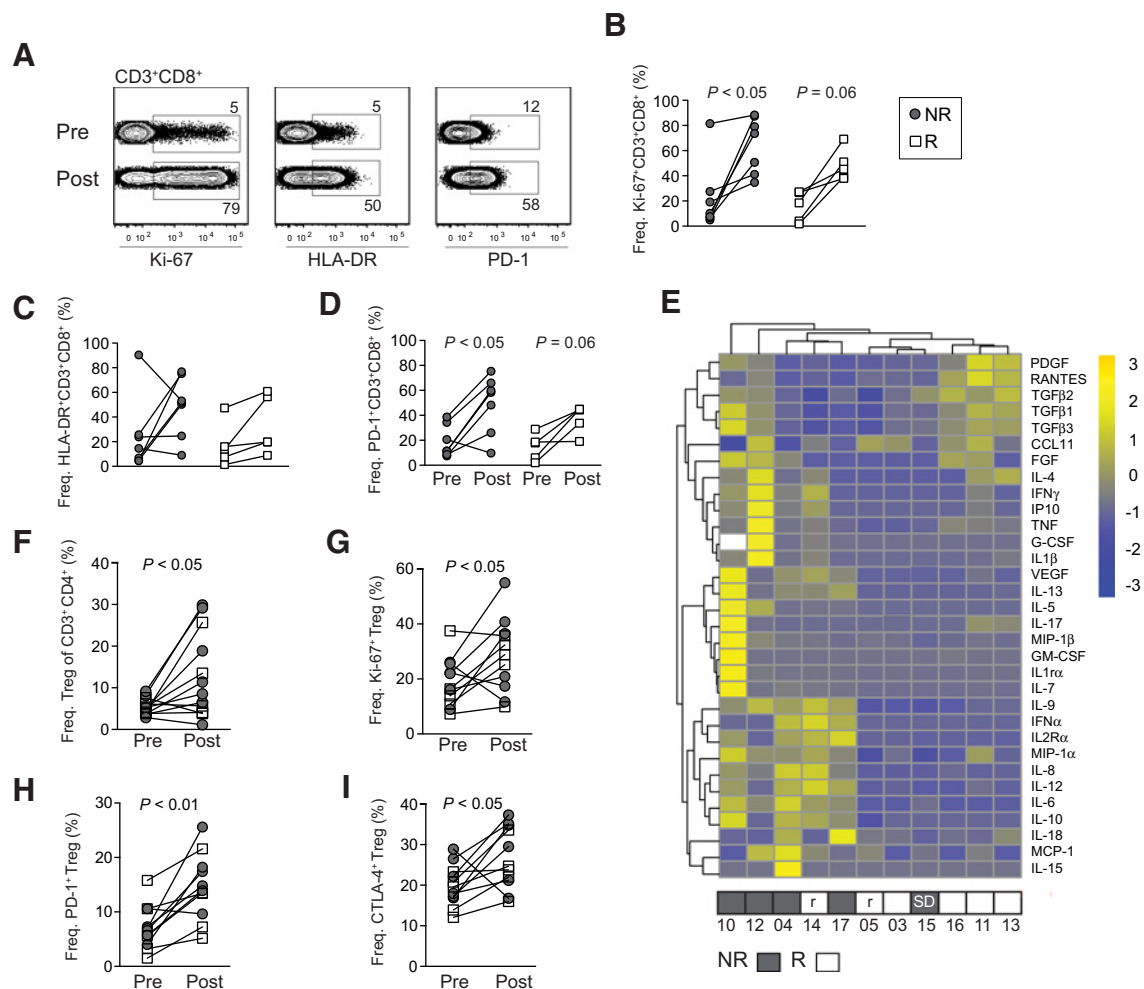 A
CD3+CD8+
Pre
Post
5
79
5
50
12
58
0 10² 10³ 10⁴ 10⁵
0 10² 10³ 10⁴ 10⁵
0 10² 10³ 10⁴ 10⁵
Ki-67
HLA-DR
PD-1
B
Freq. Ki-67⁺CD3⁺CD8⁺ (%)
100
80
60
40
20
0
P < 0.05
P = 0.06
NR
R
C
Freq. HLA-DR⁺CD3⁺CD8⁺ (%)
100
80
60
40
20
0
D
Freq. PD-1⁺CD3⁺CD8⁺ (%)
100
80
60
40
20
0
P < 0.05
P = 0.06
Pre Post Pre Post
E
PDGF
RANTES
TGFβ2
TGFβ1
TGFβ3
CCL11
FGF
IL-4
IFNγ
IP10
TNF
G-CSF
IL1β
VEGF
IL-13
IL-5
IL-17
MIP-1β
GM-CSF
IL1rα
IL-7
IL-9
IFNα
IL2Rα
MIP-1α
IL-8
IL-12
IL-6
IL-10
IL-18
MCP-1
IL-15
3
2
1
0
-1
-2
-3
r r SD
10 12 04 14 17 05 03 15 16 11 13
NR R
F
Freq. Treg of CD3⁺ CD4⁺ (%)
40
30
20
10
0
P < 0.05
Pre Post
G
Freq. Ki-67⁺ Treg (%)
60
40
20
0
P < 0.05
Pre Post
H
Freq. PD-1⁺ Treg (%)
30
20
10
0
P < 0.01
Pre Post
I
Freq. CTLA-4⁺ Treg (%)
40
30
20
10
0
P < 0.05
Pre Post